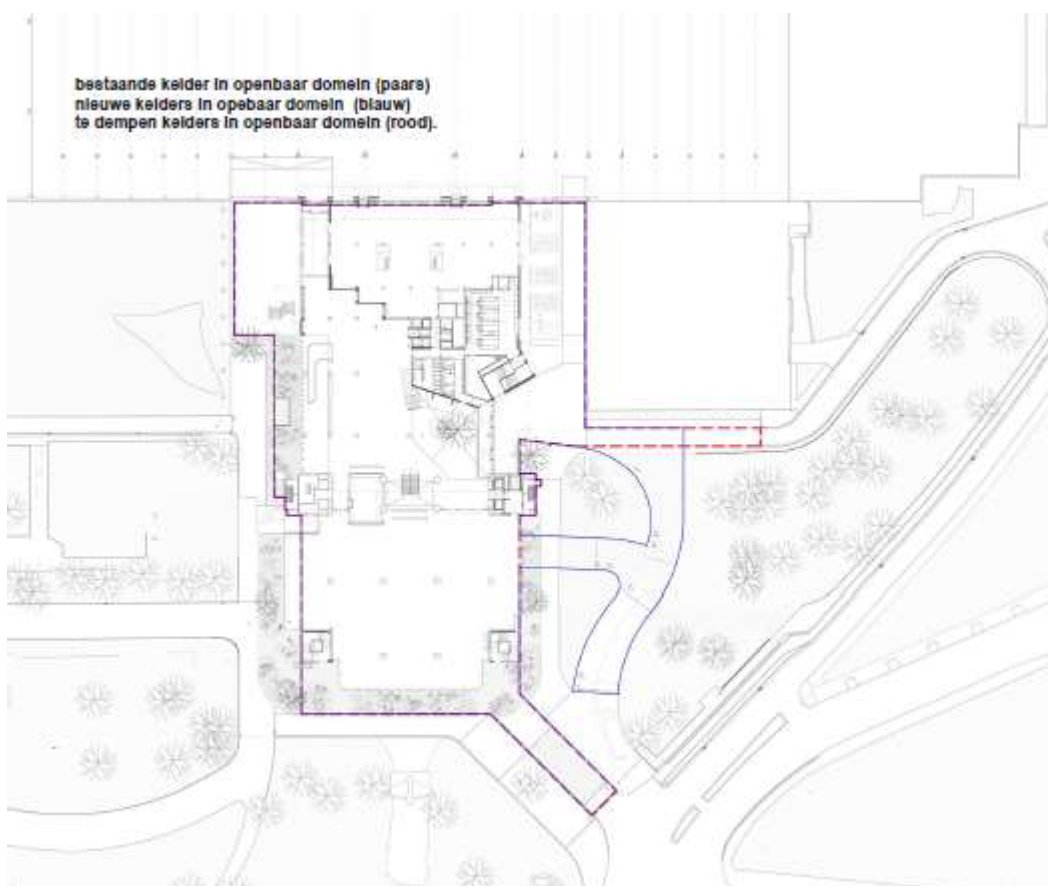 bestaande kelder in openbaar domein (paars)
nieuwe kelders in opebaar domein (blauw)
te dempen kelders in openbaar domein (rood).